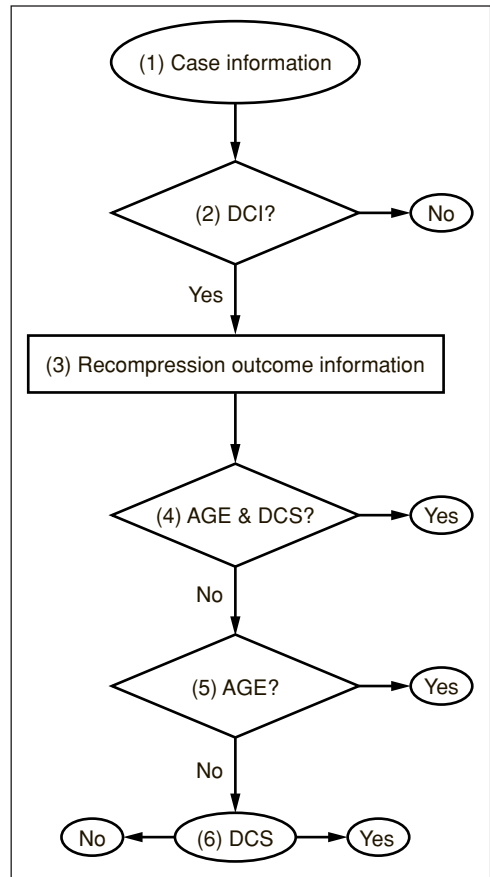 (1) Case information
(2) DCI?
No
Yes
(3) Recompression outcome information
(4) AGE & DCS?
Yes
No
(5) AGE?
Yes
No
No
(6) DCS
Yes